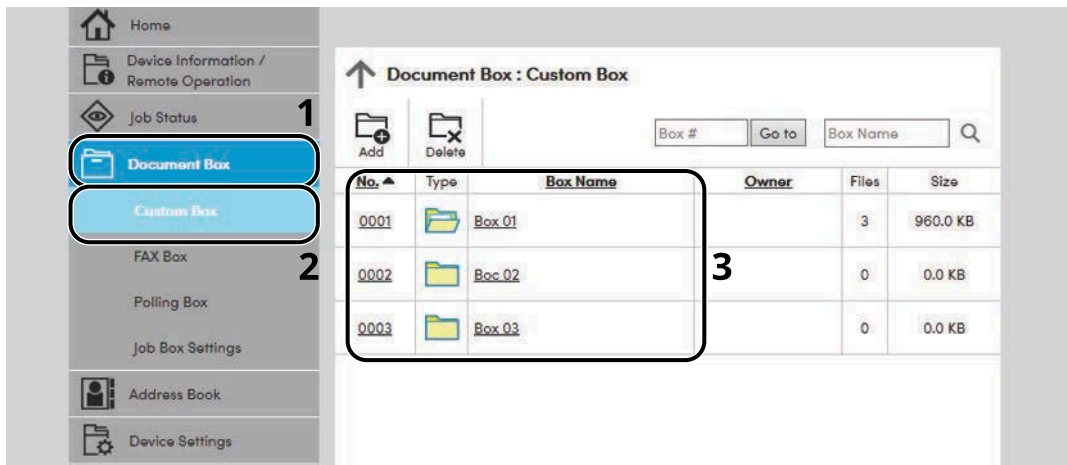 Home
Device Information /
Remote Operation
Job Status
1
Document Box
Custom Box
2
FAX Box
Polling Box
Job Box Settings
Address Book
Device Settings
Document Box : Custom Box
Add
Delete
Box #
Go to
Box Name
No. Type Box Name Owner Files Size
0001 Box 01 3 960.0 KB
0002 Boc 02 0 0.0 KB
3
0003 Box 03 0 0.0 KB